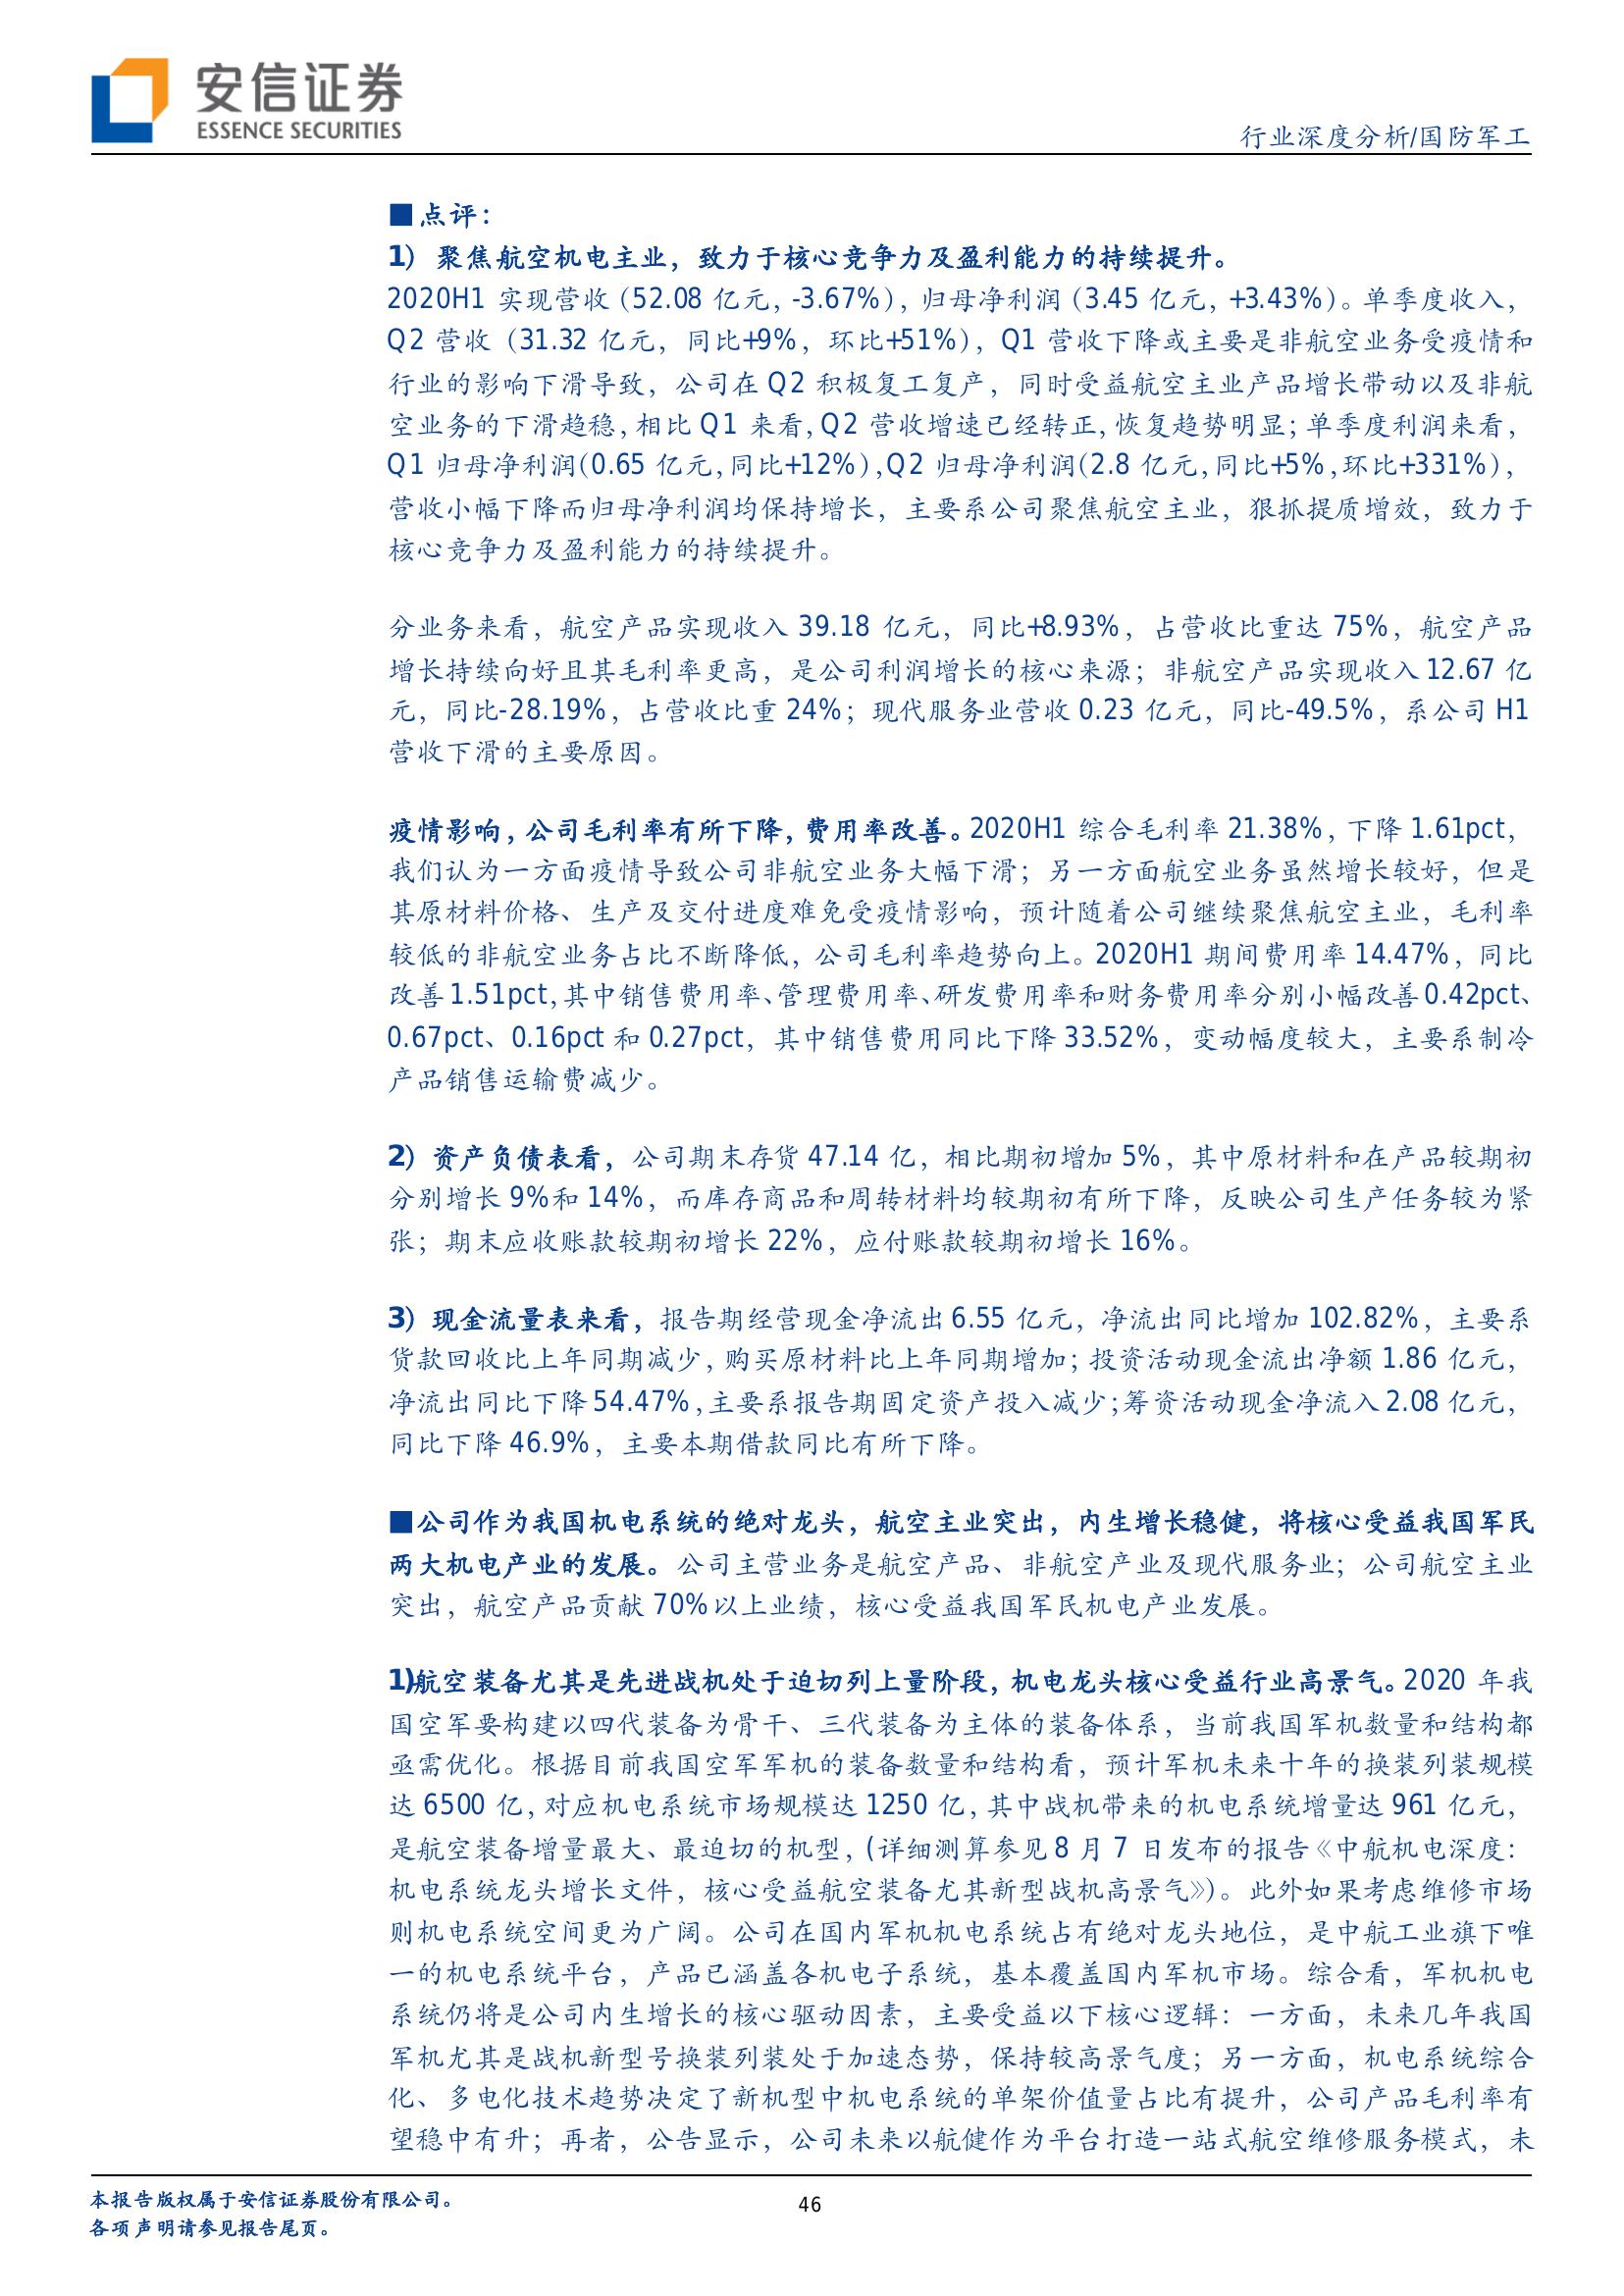 安信证券
ESSENCE SECURITIES
行业深度分析/国防军工
■点评：
1） 聚焦航空机电主业，致力于核心竞争力及盈利能力的持续提升。
2020H1 实现营收（52.08 亿元，-3.67%），归母净利润（3.45 亿元，+3.43%）。单季度收入，
Q2 营收（31.32 亿元，同比+9%，环比+51%），Q1 营收下降或主要是非航空业务受疫情和
行业的影响下滑导致，公司在 Q2 积极复工复产，同时受益航空主业产品增长带动以及非航
空业务的下滑趋稳，相比 Q1 来看，Q2 营收增速已经转正，恢复趋势明显；单季度利润来看，
Q1 归母净利润（0.65 亿元，同比+12%），Q2 归母净利润（2.8 亿元，同比+5%，环比+331%），
营收小幅下降而归母净利润均保持增长，主要系公司聚焦航空主业，狠抓提质增效，致力于
核心竞争力及盈利能力的持续提升。
分业务来看，航空产品实现收入 39.18 亿元，同比+8.93%，占营收比重达 75%，航空产品
增长持续向好且其毛利率更高，是公司利润增长的核心来源；非航空产品实现收入 12.67 亿
元，同比-28.19%，占营收比重 24%；现代服务业营收 0.23 亿元，同比-49.5%，系公司 H1
营收下滑的主要原因。
疫情影响，公司毛利率有所下降，费用率改善。2020H1 综合毛利率 21.38%，下降 1.61pct，
我们认为一方面疫情导致公司非航空业务大幅下滑；另一方面航空业务虽然增长较好，但是
其原材料价格、生产及交付进度难免受疫情影响，预计随着公司继续聚焦航空主业，毛利率
较低的非航空业务占比不断降低，公司毛利率趋势向上。2020H1 期间费用率 14.47%，同比
改善 1.51pct，其中销售费用率、管理费用率、研发费用率和财务费用率分别小幅改善 0.42pct、
0.67pct、0.16pct 和 0.27pct，其中销售费用同比下降 33.52%，变动幅度较大，主要系制冷
产品销售运输费减少。
2） 资产负债表看，公司期末存货 47.14 亿，相比期初增加 5%，其中原材料和在产品较期初
分别增长 9%和 14%，而库存商品和周转材料均较期初有所下降，反映公司生产任务较为紧
张；期末应收账款较期初增长 22%，应付账款较期初增长 16%。
3） 现金流量表来看，报告期经营现金净流出 6.55 亿元，净流出同比增加 102.82%，主要系
货款回收比上年同期减少，购买原材料比上年同期增加；投资活动现金流出净额 1.86 亿元，
净流出同比下降 54.47%，主要系报告期固定资产投入减少；筹资活动现金净流入 2.08 亿元，
同比下降 46.9%，主要本期借款同比有所下降。
■公司作为我国机电系统的绝对龙头，航空主业突出，内生增长稳健，将核心受益我国军民
两大机电产业的发展。公司主营业务是航空产品、非航空产业及现代服务业；公司航空主业
突出，航空产品贡献 70%以上业绩，核心受益我国军民机电产业发展。
1)航空装备尤其是先进战机处于迫切列上量阶段，机电龙头核心受益行业高景气。2020 年我
国空军要构建以四代装备为骨干、三代装备为主体的装备体系，当前我国军机数量和结构都
亟需优化。根据目前我国空军军机的装备数量和结构看，预计军机未来十年的换装列装规模
达 6500 亿，对应机电系统市场规模达 1250 亿，其中战机带来的机电系统增量达 961 亿元，
是航空装备增量最大、最迫切的机型，（详细测算参见 8 月 7 日发布的报告《中航机电深度：
机电系统龙头增长文件，核心受益航空装备尤其新型战机高景气》）。此外如果考虑维修市场
则机电系统空间更为广阔。公司在国内军机机电系统占有绝对龙头地位，是中航工业旗下唯
一的机电系统平台，产品已涵盖各机电子系统，基本覆盖国内军机市场。综合看，军机机电
系统仍将是公司内生增长的核心驱动因素，主要受益以下核心逻辑：一方面，未来几年我国
军机尤其是战机新型号换装列装处于加速态势，保持较高景气度；另一方面，机电系统综合
化、多电化技术趋势决定了新机型中机电系统的单架价值量占比有提升，公司产品毛利率有
望稳中有升；再者，公告显示，公司未来以航健作为平台打造一站式航空维修服务模式，未
本报告版权属于安信证券股份有限公司。
各项声明请参见报告尾页。
46